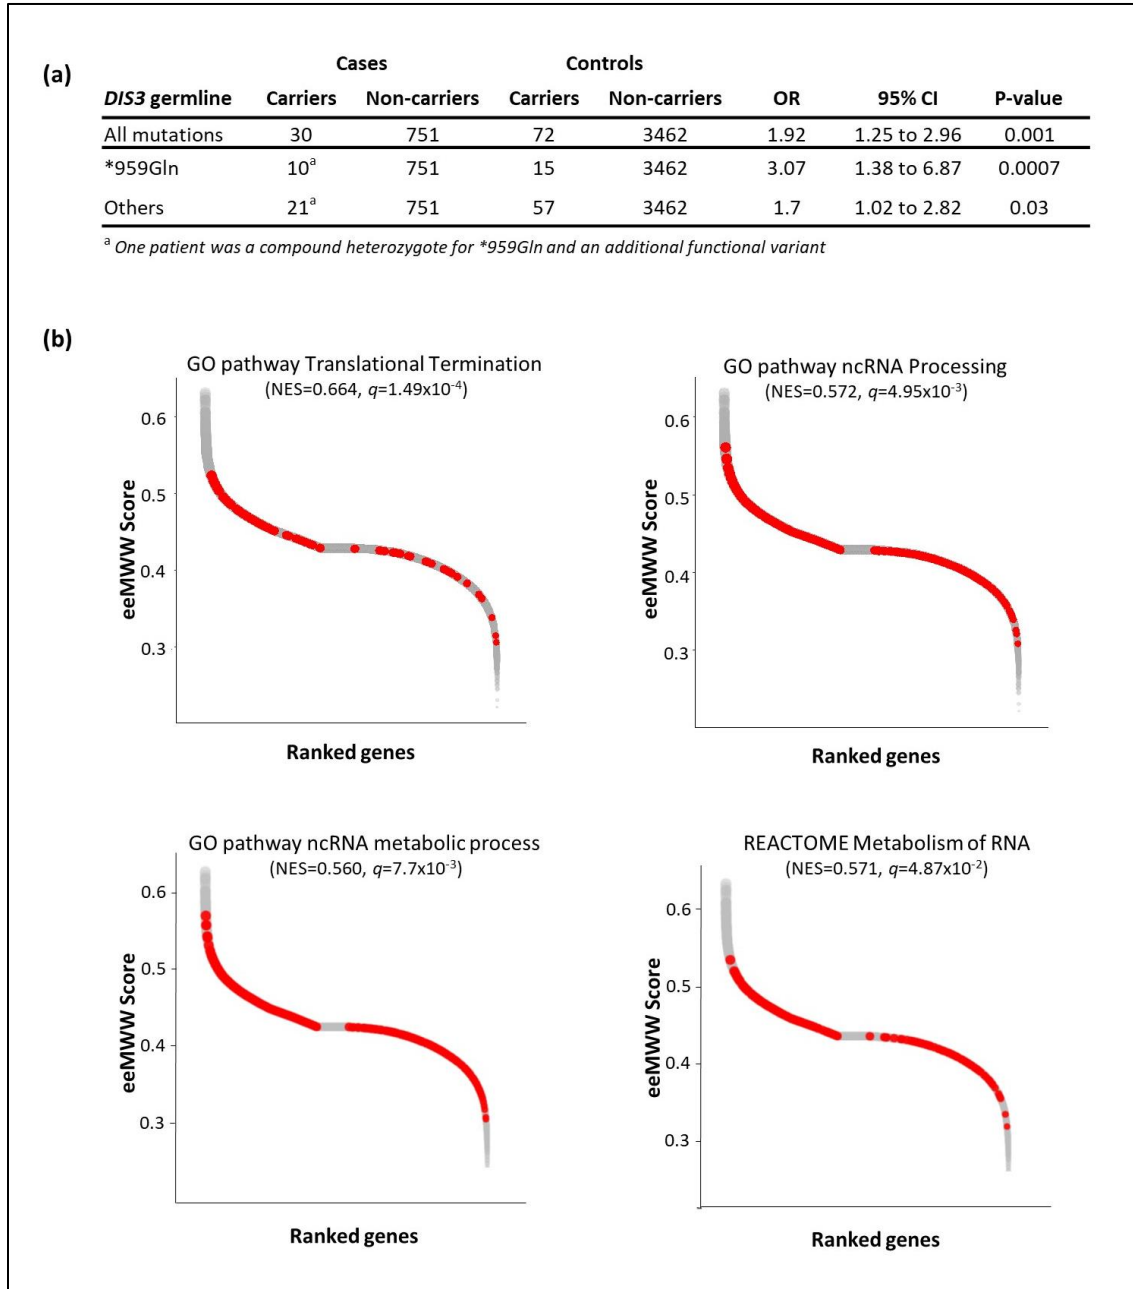 (a)
Cases Controls
DIS3 germline Carriers Non-carriers Carriers Non-carriers OR 95% CI P-value
All mutations 30 751 72 3462 1.92 1.25 to 2.96 0.001
*959Gln 10ᵃ 751 15 3462 3.07 1.38 to 6.87 0.0007
Others 21ᵃ 751 57 3462 1.7 1.02 to 2.82 0.03
ᵃ One patient was a compound heterozygote for *959Gln and an additional functional variant
(b)
GO pathway Translational Termination
(NES=0.664, q=1.49x10⁻⁴)
0.6
0.5
0.4
0.3
eeMWW Score
Ranked genes
GO pathway ncRNA Processing
(NES=0.572, q=4.95x10⁻³)
0.6
0.5
0.4
0.3
eeMWW Score
Ranked genes
GO pathway ncRNA metabolic process
(NES=0.560, q=7.7x10⁻³)
0.6
0.5
0.4
0.3
eeMWW Score
Ranked genes
REACTOME Metabolism of RNA
(NES=0.571, q=4.87x10⁻²)
0.6
0.5
0.4
0.3
eeMWW Score
Ranked genes